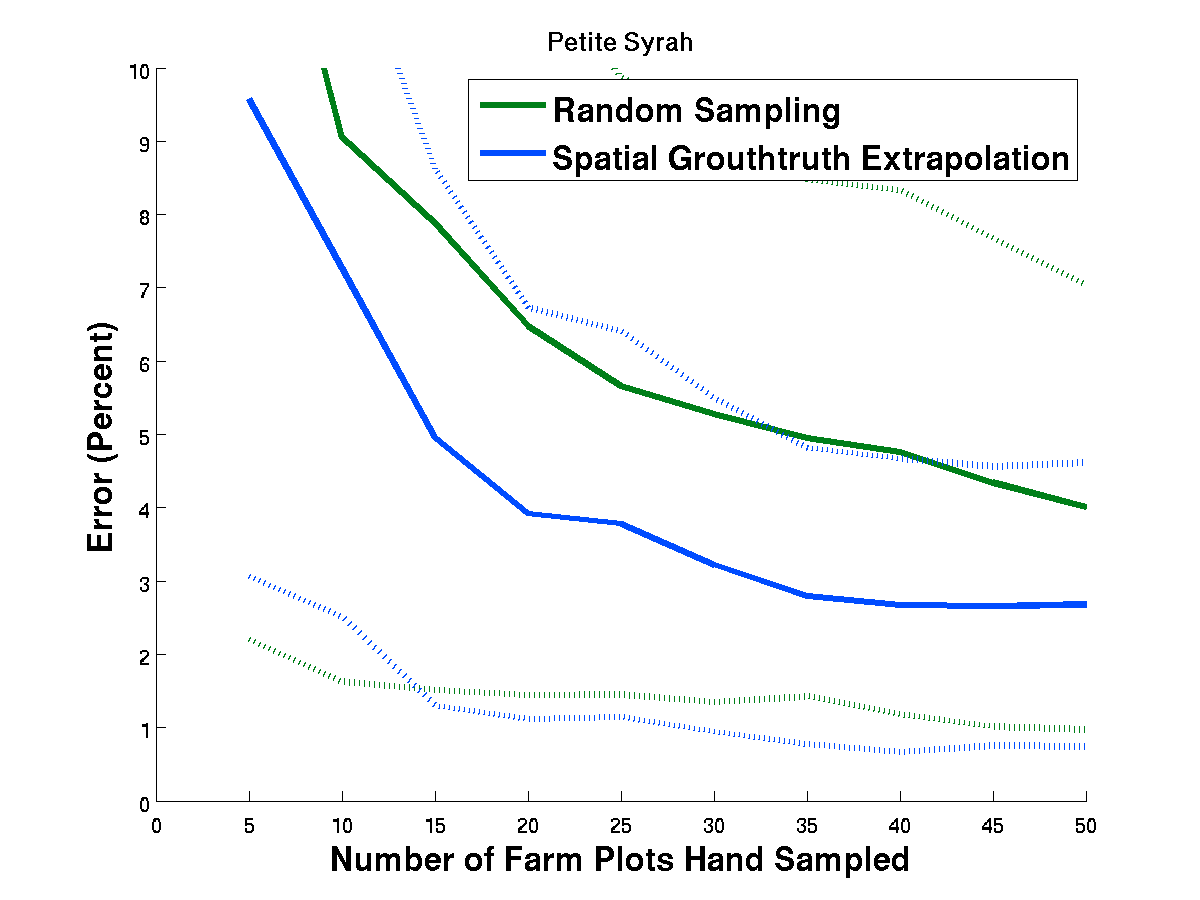 Petite Syrah
10
9
8
7
6
5
4
3
2
1
0
Random Sampling
Spatial Grouthtruth Extrapolation
Error (Percent)
0 5 10 15 20 25 30 35 40 45 50
Number of Farm Plots Hand Sampled